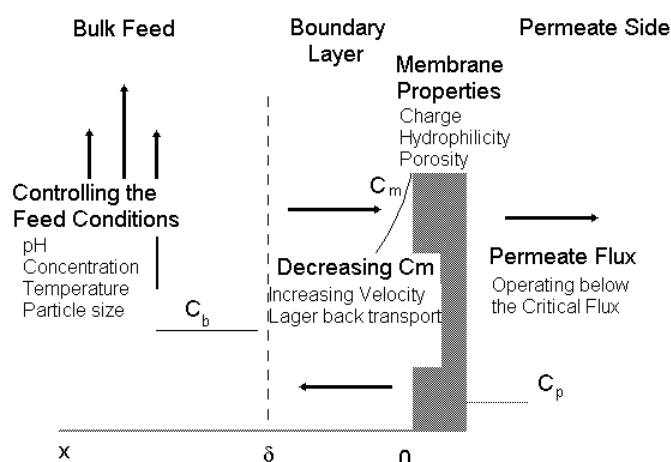 Bulk Feed
Boundary
Layer
Permeate Side
Membrane
Properties
Charge
Hydrophilicity
Porosity
Controlling the
Feed Conditions
pH
Concentration
Temperature
Particle size
Cm
Decreasing Cm
Increasing Velocity
Lager back transport
Permeate Flux
Operating below
the Critical Flux
Cb
Cp
x
δ
0